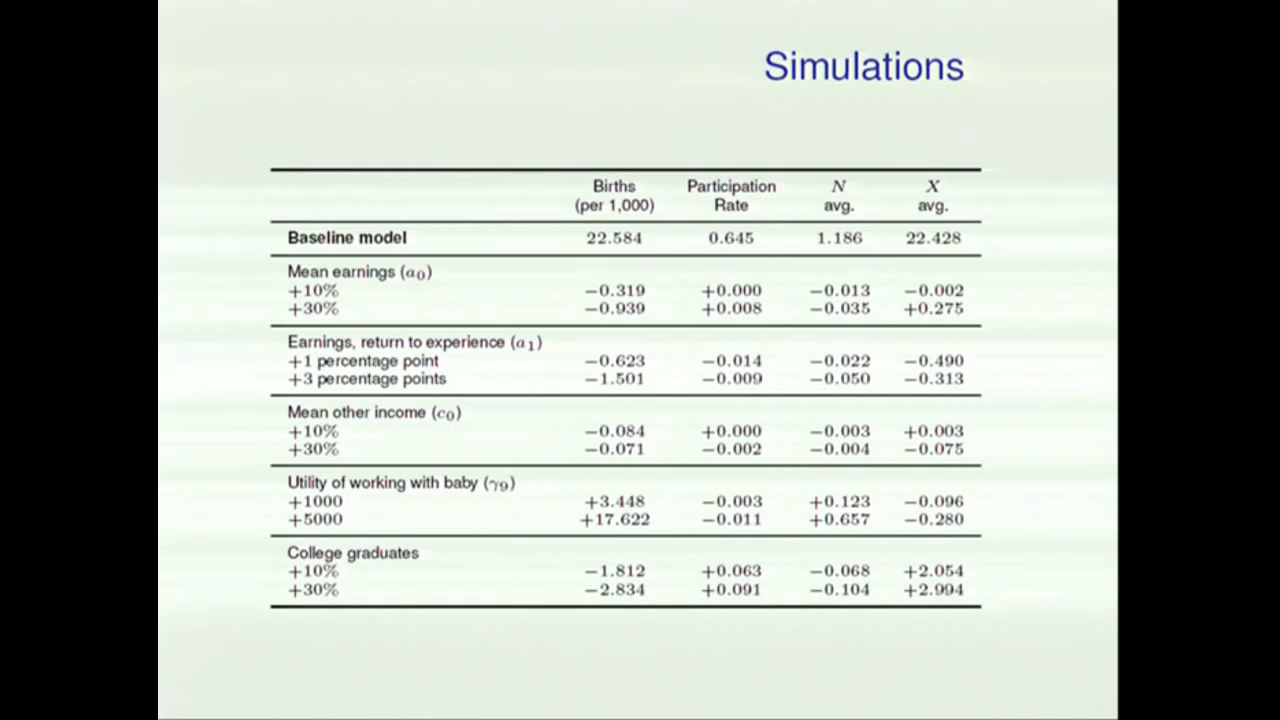 Simulations
Births Participation N X
(per 1,000) Rate avg. avg.
Baseline model 22.584 0.645 1.186 22.428
Mean earnings (a0)
+10% −0.319 +0.000 −0.013 −0.002
+30% −0.939 +0.008 −0.035 +0.275
Earnings, return to experience (a1)
+1 percentage point −0.623 −0.014 −0.022 −0.490
+3 percentage points −1.501 −0.009 −0.050 −0.313
Mean other income (c0)
+10% −0.084 +0.000 −0.003 +0.003
+30% −0.071 −0.002 −0.004 −0.075
Utility of working with baby (γ9)
+1000 +3.448 −0.003 +0.123 −0.096
+5000 +17.622 −0.011 +0.657 −0.280
College graduates
+10% −1.812 +0.063 −0.068 +2.054
+30% −2.834 +0.091 −0.104 +2.994